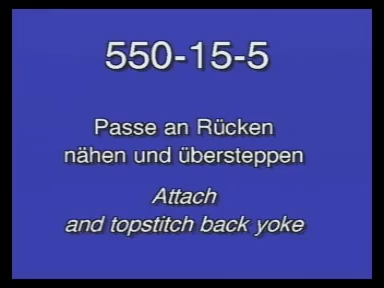 550-15-5
Passe an Rücken
nähen und übersteppen
Attach
and topstitch back yoke